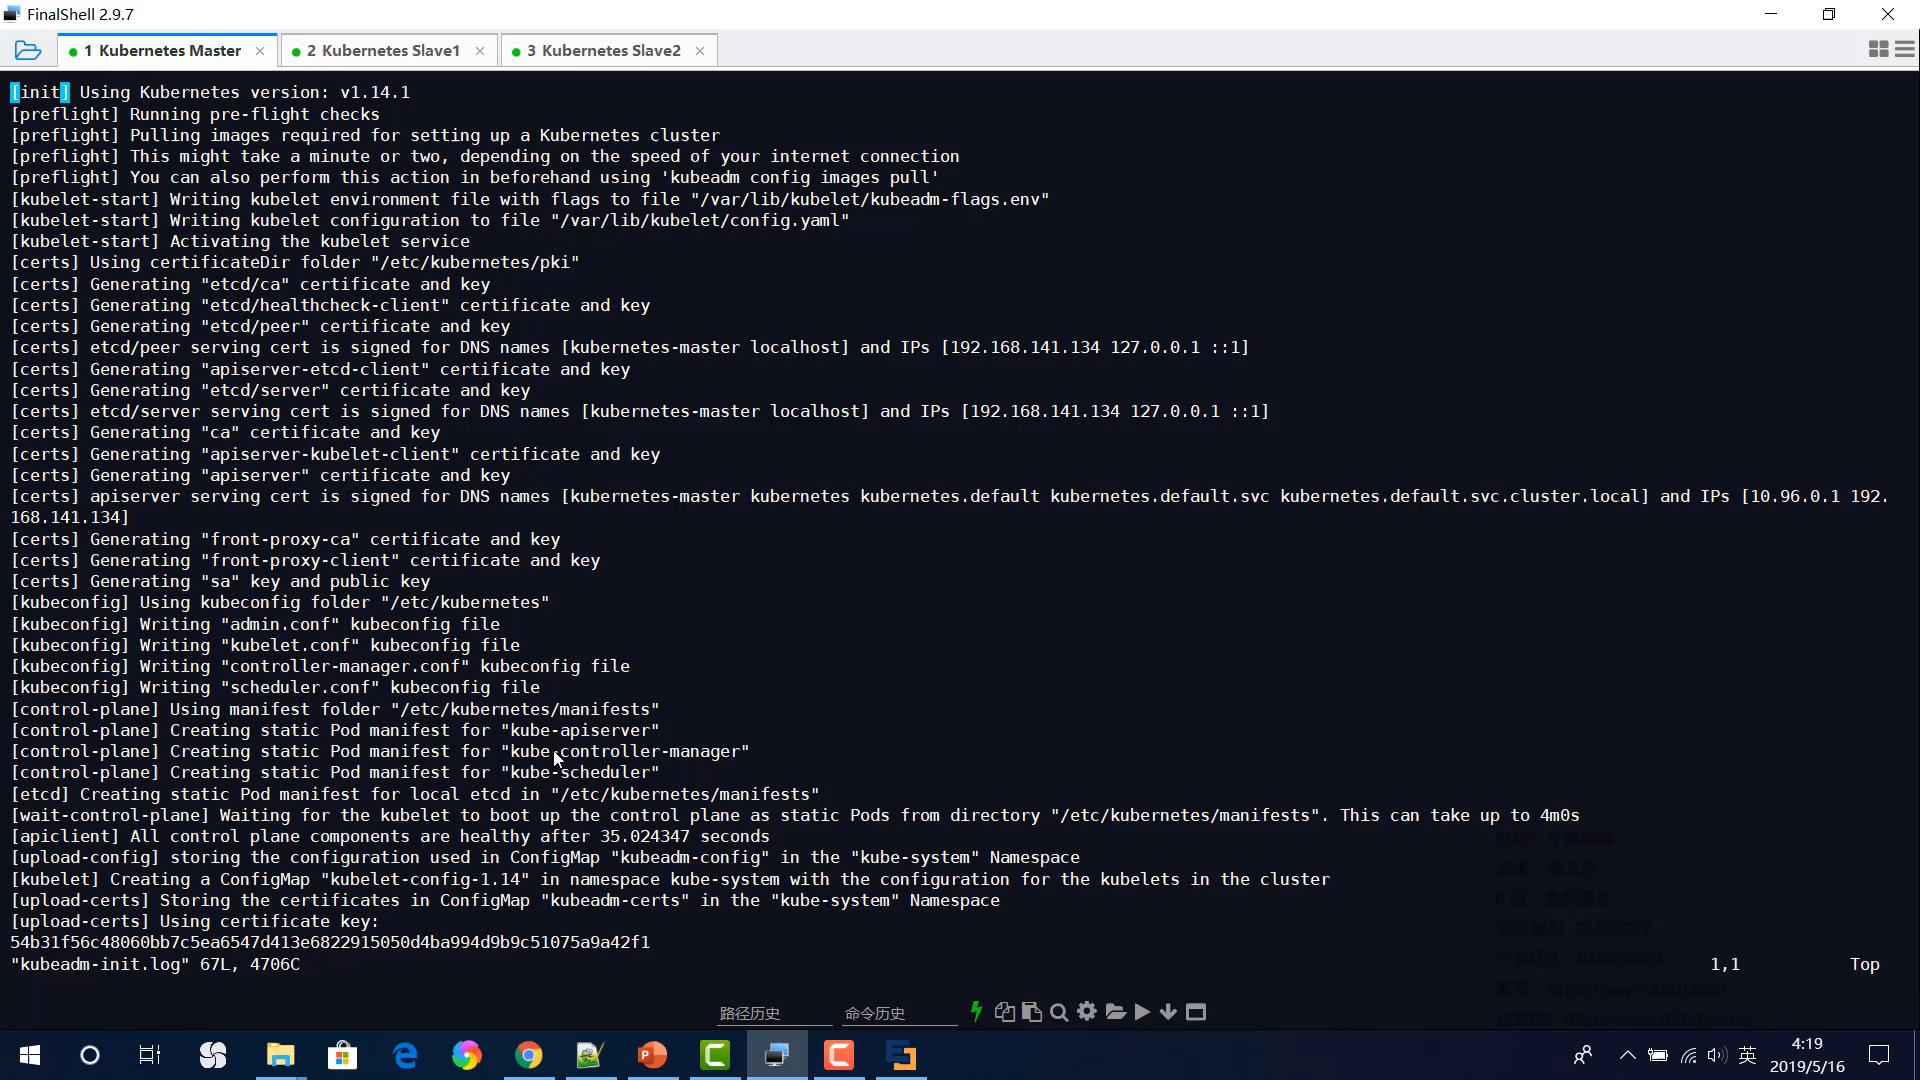 FinalShell 2.9.7
1 Kubernetes Master
2 Kubernetes Slave1
3 Kubernetes Slave2
[init] Using Kubernetes version: v1.14.1
[preflight] Running pre-flight checks
[preflight] Pulling images required for setting up a Kubernetes cluster
[preflight] This might take a minute or two, depending on the speed of your internet connection
[preflight] You can also perform this action in beforehand using 'kubeadm config images pull'
[kubelet-start] Writing kubelet environment file with flags to file "/var/lib/kubelet/kubeadm-flags.env"
[kubelet-start] Writing kubelet configuration to file "/var/lib/kubelet/config.yaml"
[kubelet-start] Activating the kubelet service
[certs] Using certificateDir folder "/etc/kubernetes/pki"
[certs] Generating "etcd/ca" certificate and key
[certs] Generating "etcd/healthcheck-client" certificate and key
[certs] Generating "etcd/peer" certificate and key
[certs] etcd/peer serving cert is signed for DNS names [kubernetes-master localhost] and IPs [192.168.141.134 127.0.0.1 ::1]
[certs] Generating "apiserver-etcd-client" certificate and key
[certs] Generating "etcd/server" certificate and key
[certs] etcd/server serving cert is signed for DNS names [kubernetes-master localhost] and IPs [192.168.141.134 127.0.0.1 ::1]
[certs] Generating "ca" certificate and key
[certs] Generating "apiserver-kubelet-client" certificate and key
[certs] Generating "apiserver" certificate and key
[certs] apiserver serving cert is signed for DNS names [kubernetes-master kubernetes kubernetes.default kubernetes.default.svc kubernetes.default.svc.cluster.local] and IPs [10.96.0.1 192.
168.141.134]
[certs] Generating "front-proxy-ca" certificate and key
[certs] Generating "front-proxy-client" certificate and key
[certs] Generating "sa" key and public key
[kubeconfig] Using kubeconfig folder "/etc/kubernetes"
[kubeconfig] Writing "admin.conf" kubeconfig file
[kubeconfig] Writing "kubelet.conf" kubeconfig file
[kubeconfig] Writing "controller-manager.conf" kubeconfig file
[kubeconfig] Writing "scheduler.conf" kubeconfig file
[control-plane] Using manifest folder "/etc/kubernetes/manifests"
[control-plane] Creating static Pod manifest for "kube-apiserver"
[control-plane] Creating static Pod manifest for "kube-controller-manager"
[control-plane] Creating static Pod manifest for "kube-scheduler"
[etcd] Creating static Pod manifest for local etcd in "/etc/kubernetes/manifests"
[wait-control-plane] Waiting for the kubelet to boot up the control plane as static Pods from directory "/etc/kubernetes/manifests". This can take up to 4m0s
[apiclient] All control plane components are healthy after 35.024347 seconds
[upload-config] storing the configuration used in ConfigMap "kubeadm-config" in the "kube-system" Namespace
[kubelet] Creating a ConfigMap "kubelet-config-1.14" in namespace kube-system with the configuration for the kubelets in the cluster
[upload-certs] Storing the certificates in ConfigMap "kubeadm-certs" in the "kube-system" Namespace
[upload-certs] Using certificate key:
54b31f56c48060bb7c5ea6547d413e6822915050d4ba994d9b9c51075a9a42f1
"kubeadm-init.log" 67L, 4706C 1,1 Top
路径历史 命令历史
英
4:19
2019/5/16